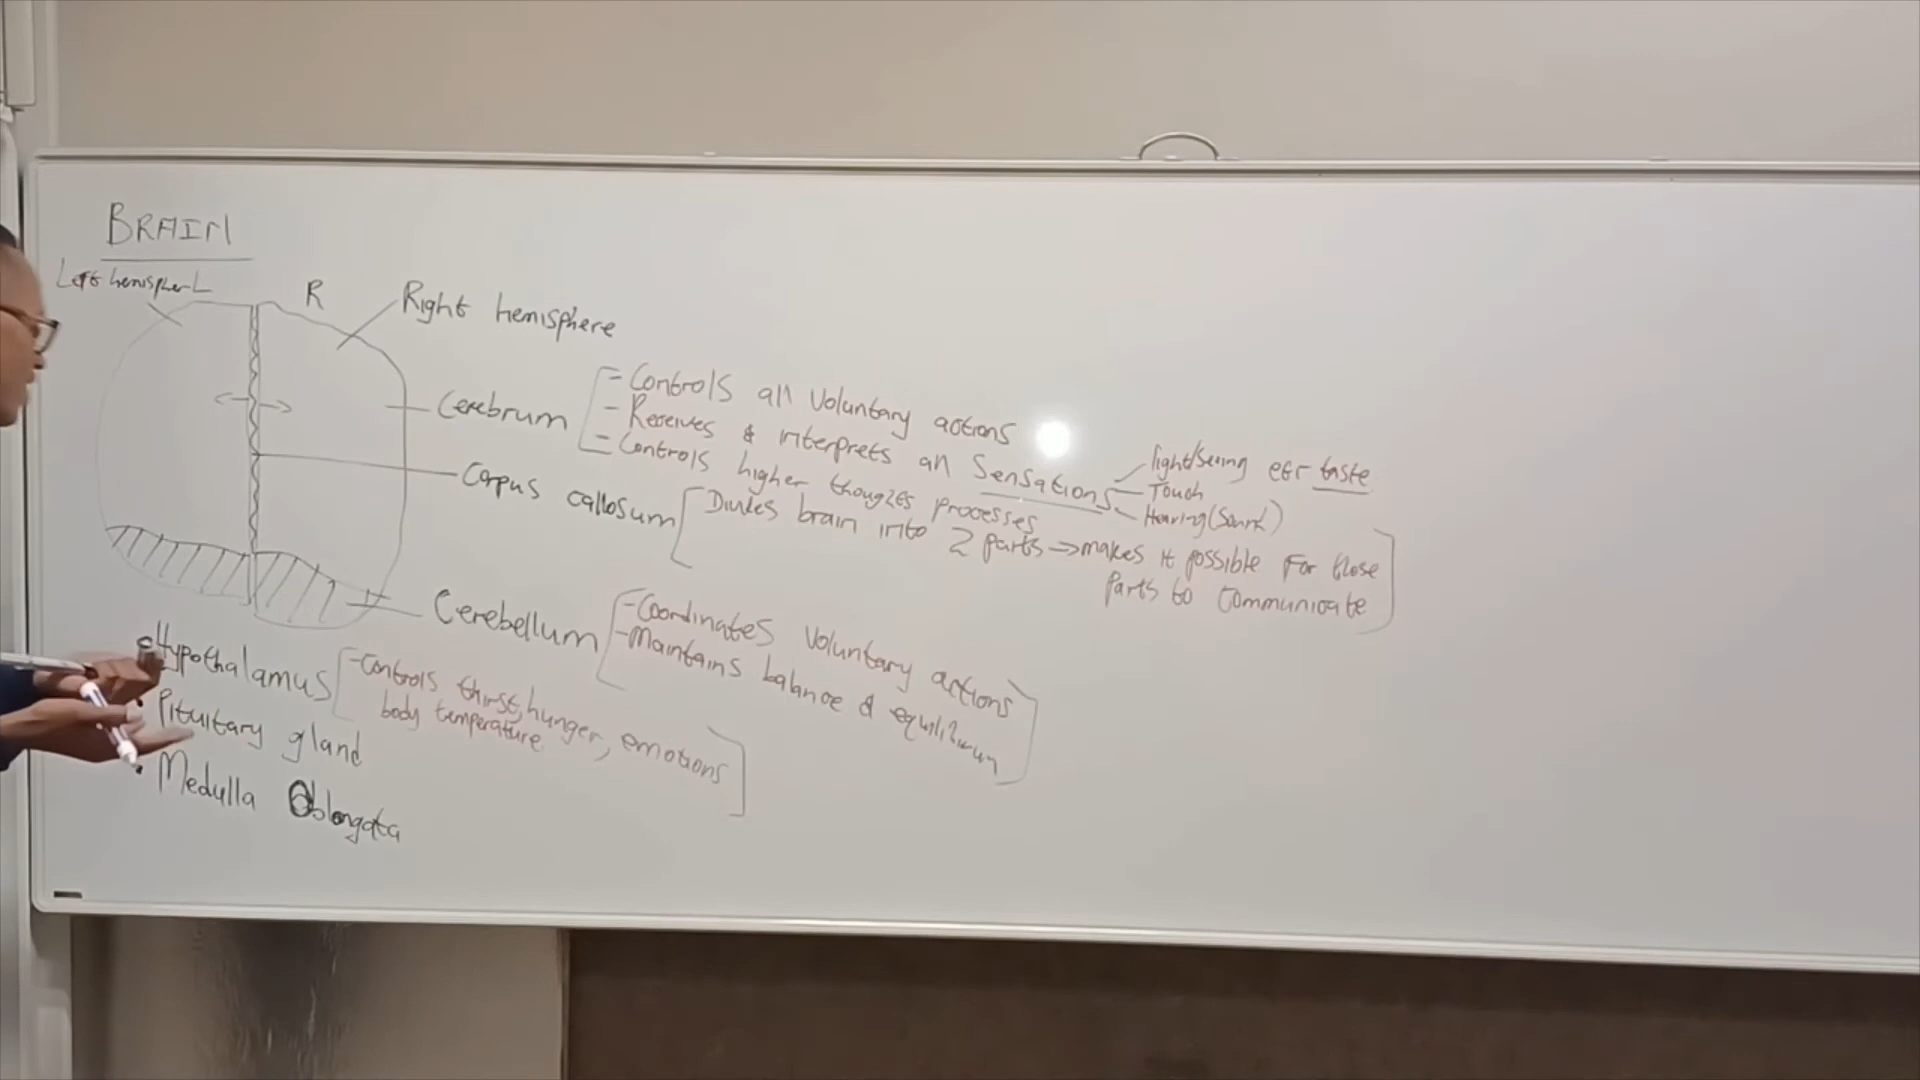 BRAIN
Left hemispher L
R
Right hemisphere
Cerebrum
- Controls all voluntary actions
- Receives & interprets all Sensations
- Controls higher thoughts processes
light/seeing etc taste
Touch
Hearing (sound)
Corpus callosum
Divides brain into 2 parts → makes it possible for those
parts to communicate
Cerebellum
- Coordinates voluntary actions
- Maintains balance & equilibrium
Hypothalamus
- Controls thirst, hunger, emotions
body temperature
• Pituitary gland
• Medulla Oblongata